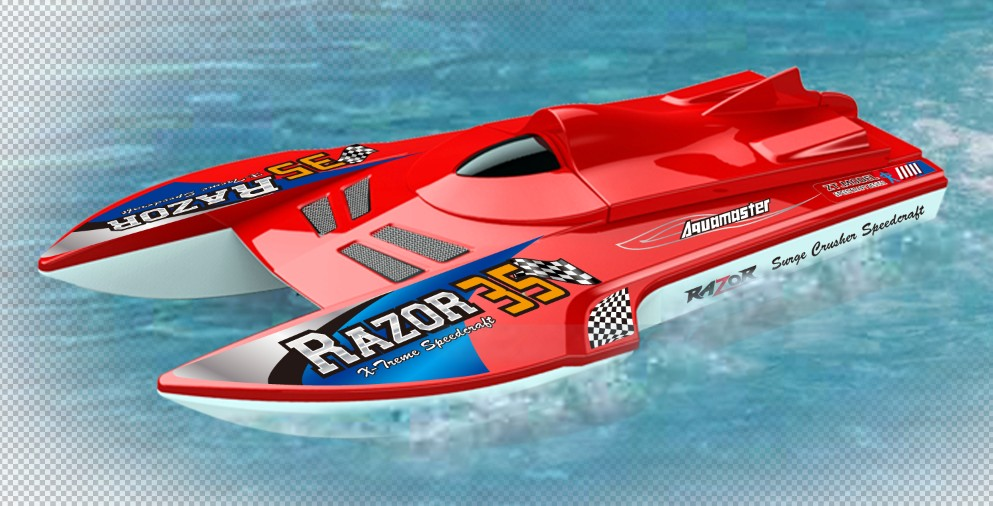 35
RAZOR
X-Treme Speedcraft
RAZOR 35
X-Treme Speedcraft
Aquamaster
RAZOR
Surge Crusher Speedcraft